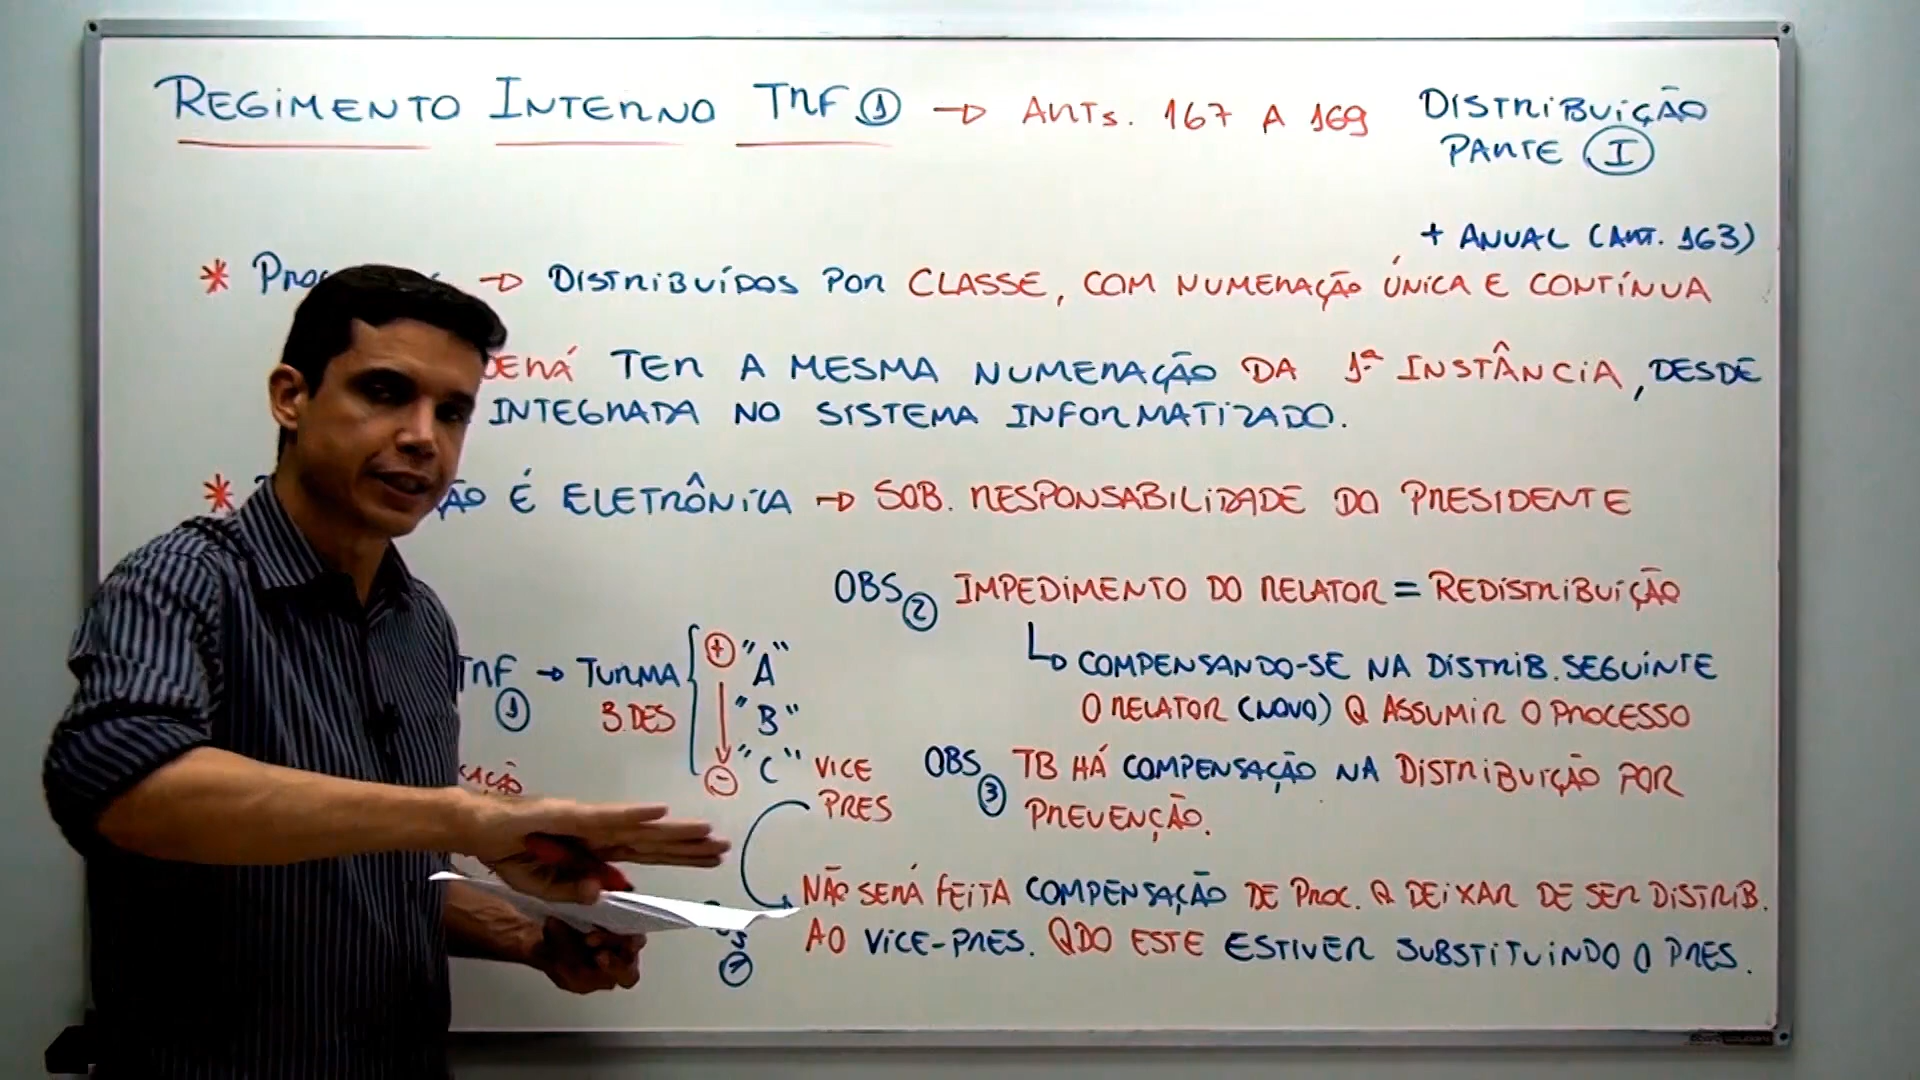 REGIMENTO INTERNO TRF 1 → ARTS. 167 A 169 DISTRIBUIÇÃO
PARTE I
+ ANUAL (ART. 163)
* → DISTRIBUÍDOS POR CLASSE, COM NUMERAÇÃO ÚNICA E CONTÍNUA
TER A MESMA NUMERAÇÃO DA 1ª INSTÂNCIA, DESDE
INTEGRADA NO SISTEMA INFORMATIZADO.
* É ELETRÔNICA → SOB. RESPONSABILIDADE DO PRESIDENTE
OBS 2 IMPEDIMENTO DO RELATOR = REDISTRIBUIÇÃO
↳ COMPENSANDO-SE NA DISTRIB. SEGUINTE
O RELATOR (NOVO) Q ASSUMIR O PROCESSO
TRF 1 → TURMA
3 DES
+ "A"
"B"
- "C" VICE
PRES
OBS 3 TB HÁ COMPENSAÇÃO NA DISTRIBUIÇÃO POR
PREVENÇÃO.
NÃO SERÁ FEITA COMPENSAÇÃO DE PROC. Q DEIXAR DE SER DISTRIB.
AO VICE-PRES. QDO ESTE ESTIVER SUBSTITUINDO O PRES.